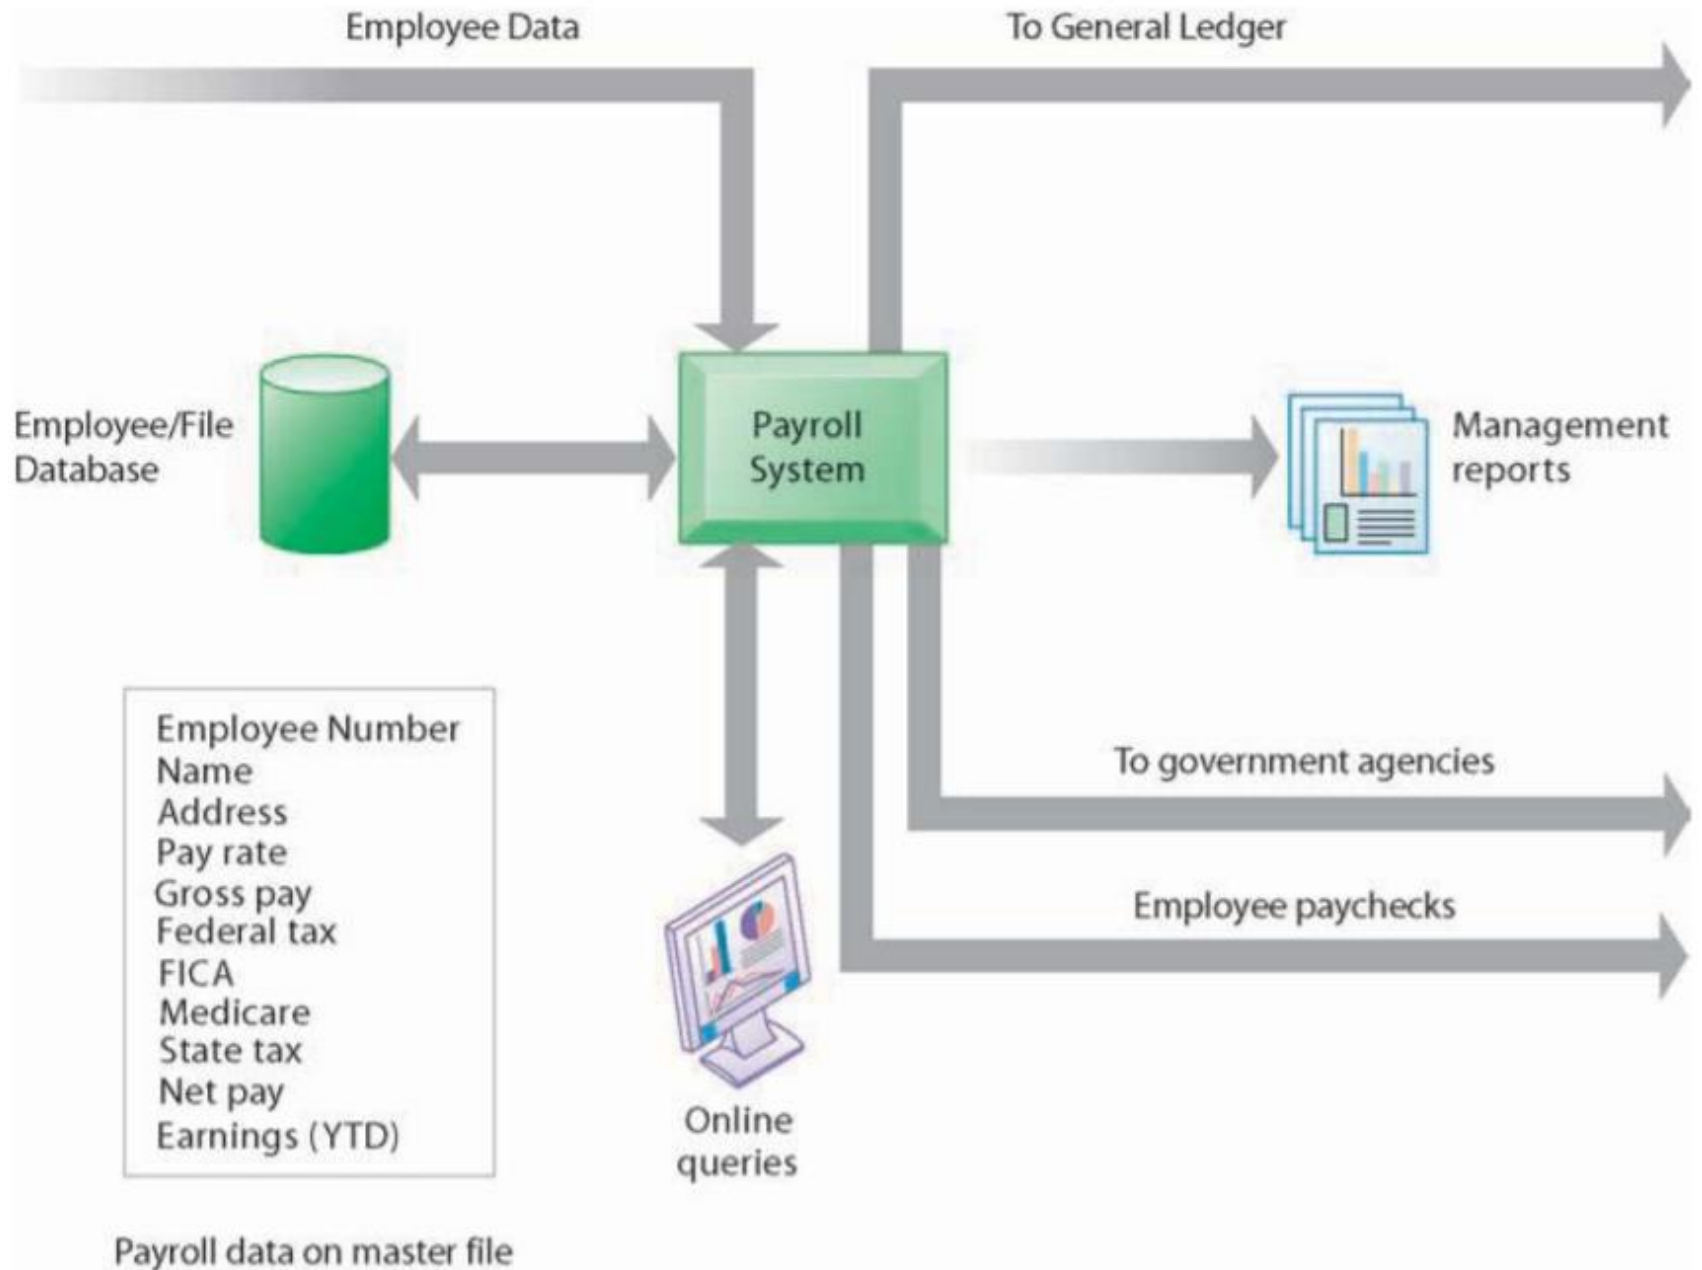 Employee Data
To General Ledger
Employee/File
Database
Payroll
System
Management
reports
Employee Number
Name
Address
Pay rate
Gross pay
Federal tax
FICA
Medicare
State tax
Net pay
Earnings (YTD)
To government agencies
Employee paychecks
Online
queries
Payroll data on master file